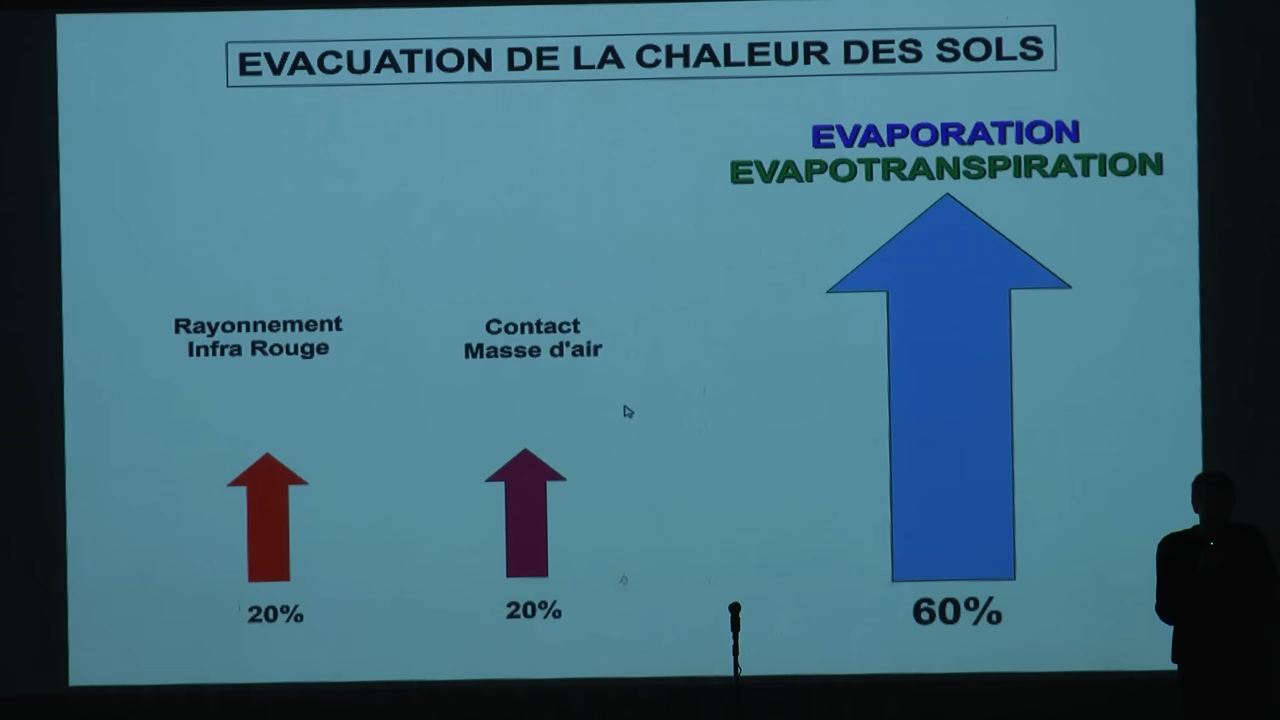 EVACUATION DE LA CHALEUR DES SOLS
EVAPORATION
EVAPOTRANSPIRATION
Rayonnement
Infra Rouge
Contact
Masse d'air
20%
20%
60%